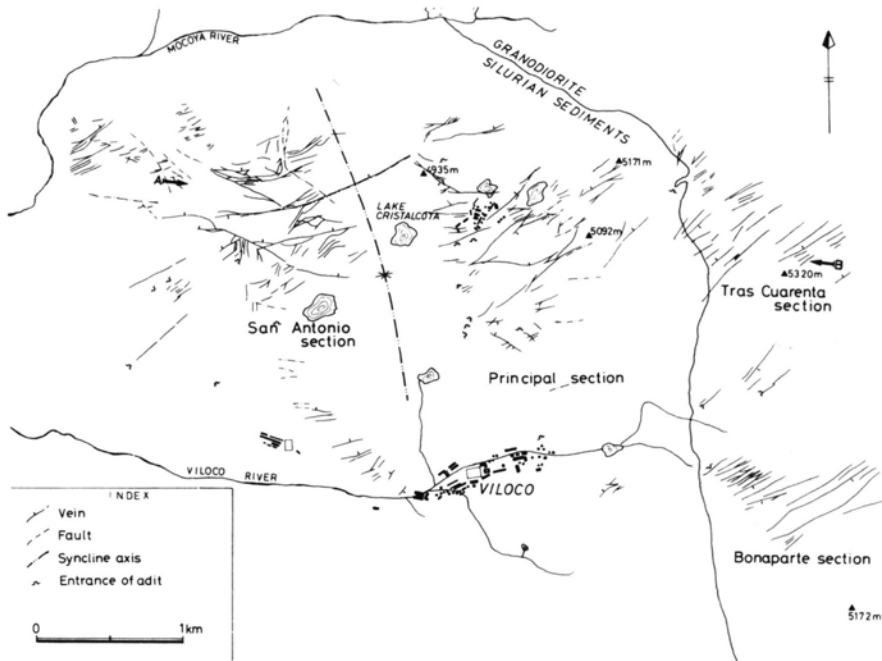 MOCOYA RIVER
GRANODIORITE
SILURIAN SEDIMENTS
5171m
4935m
A
LAKE
CRISTALCOTA
5092m
B
5320m
Tras Cuarenta
section
San Antonio
section
Principal section
VILOCO RIVER
VILOCO
INDEX
Vein
Fault
Syncline axis
Entrance of adit
Bonaparte section
0 1km
5172m